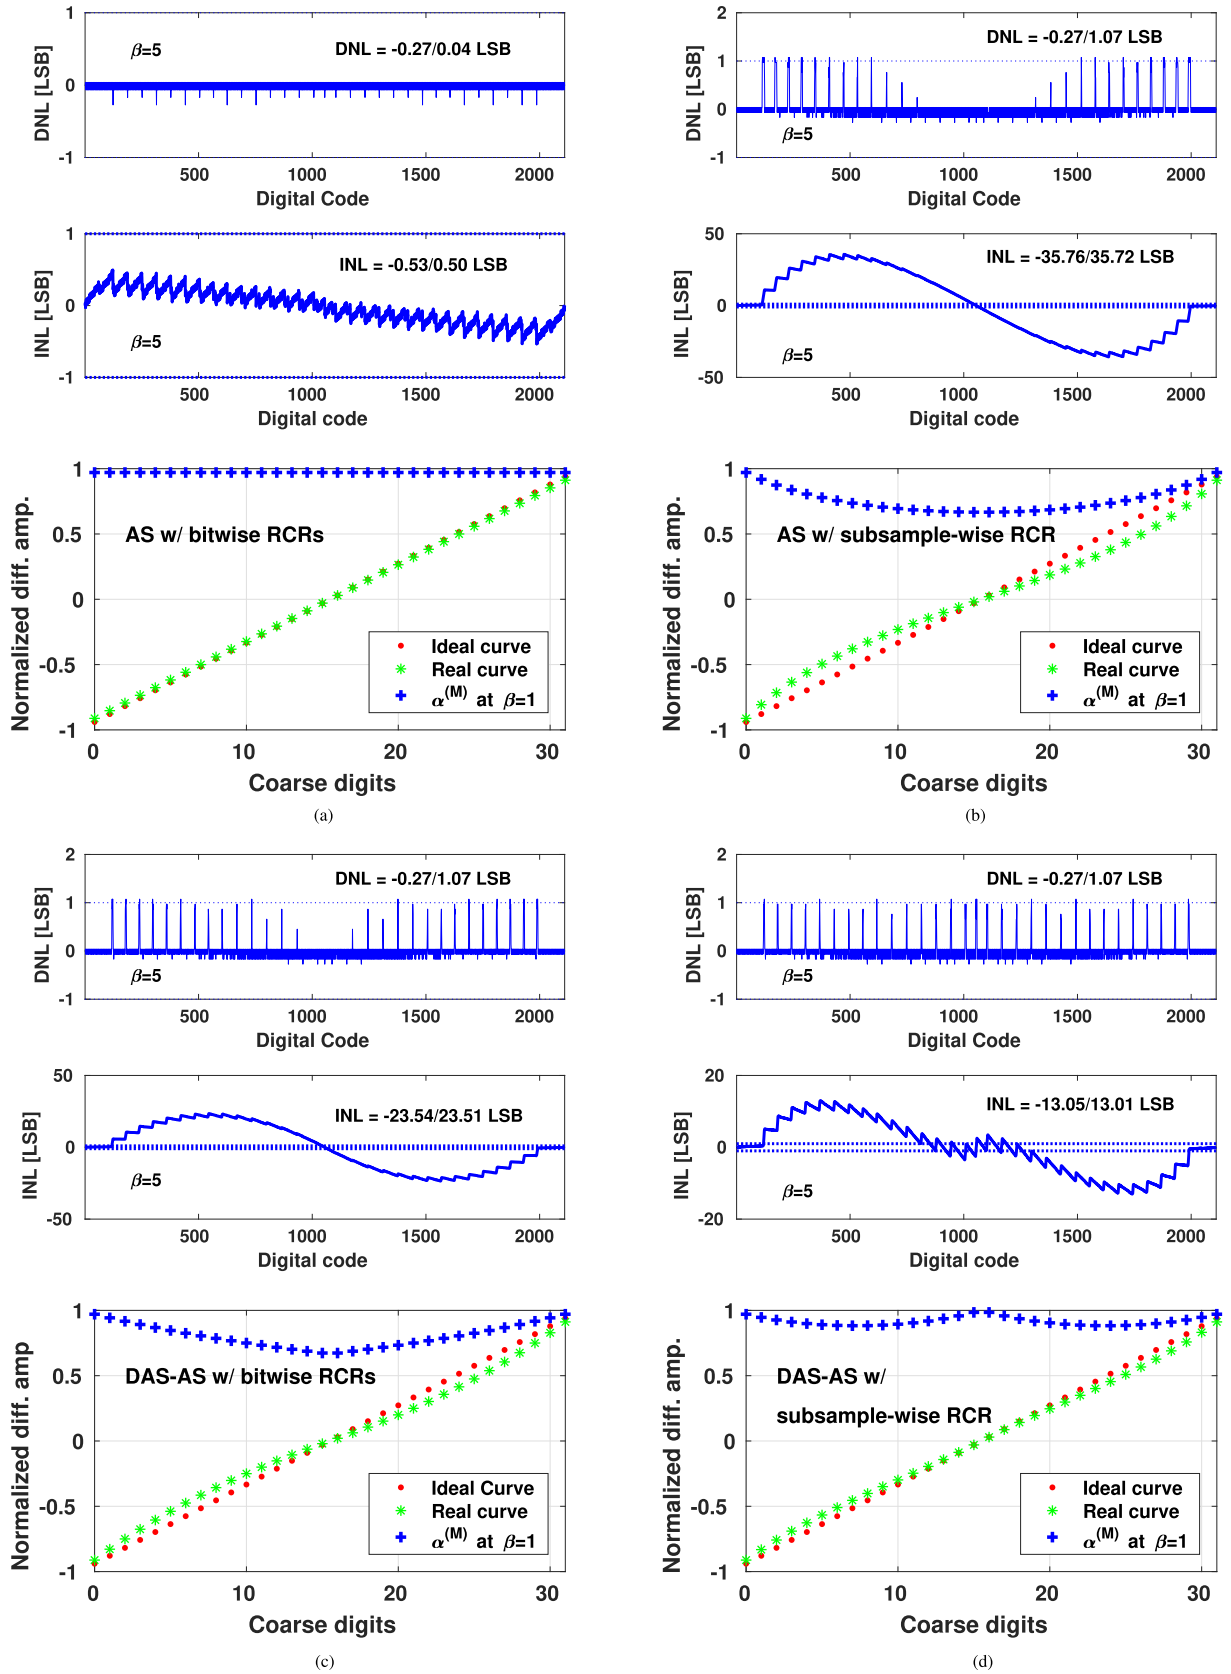 1
0
-1
DNL [LSB]
β=5
DNL = -0.27/0.04 LSB
500
1000
1500
2000
Digital Code
1
0
-1
INL [LSB]
INL = -0.53/0.50 LSB
β=5
500
1000
1500
2000
Digital code
1
0.5
0
-0.5
-1
Normalized diff. amp.
AS w/ bitwise RCRs
Ideal curve
Real curve
α(M) at β=1
0
10
20
30
Coarse digits
(a)
2
1
0
-1
DNL [LSB]
DNL = -0.27/1.07 LSB
β=5
500
1000
1500
2000
Digital Code
50
0
-50
INL [LSB]
INL = -35.76/35.72 LSB
β=5
500
1000
1500
2000
Digital code
1
0.5
0
-0.5
-1
Normalized diff. amp.
AS w/ subsample-wise RCR
Ideal curve
Real curve
α(M) at β=1
0
10
20
30
Coarse digits
(b)
2
1
0
-1
DNL [LSB]
DNL = -0.27/1.07 LSB
β=5
500
1000
1500
2000
Digital Code
50
0
-50
INL [LSB]
INL = -23.54/23.51 LSB
β=5
500
1000
1500
2000
Digital code
1
0.5
0
-0.5
-1
Normalized diff. amp
DAS-AS w/ bitwise RCRs
Ideal Curve
Real curve
α(M) at β=1
0
10
20
30
Coarse digits
(c)
2
1
0
-1
DNL [LSB]
DNL = -0.27/1.07 LSB
β=5
500
1000
1500
2000
Digital Code
20
0
-20
INL [LSB]
INL = -13.05/13.01 LSB
β=5
500
1000
1500
2000
Digital code
1
0.5
0
-0.5
-1
Normalized diff. amp.
DAS-AS w/
subsample-wise RCR
Ideal curve
Real curve
α(M) at β=1
0
10
20
30
Coarse digits
(d)